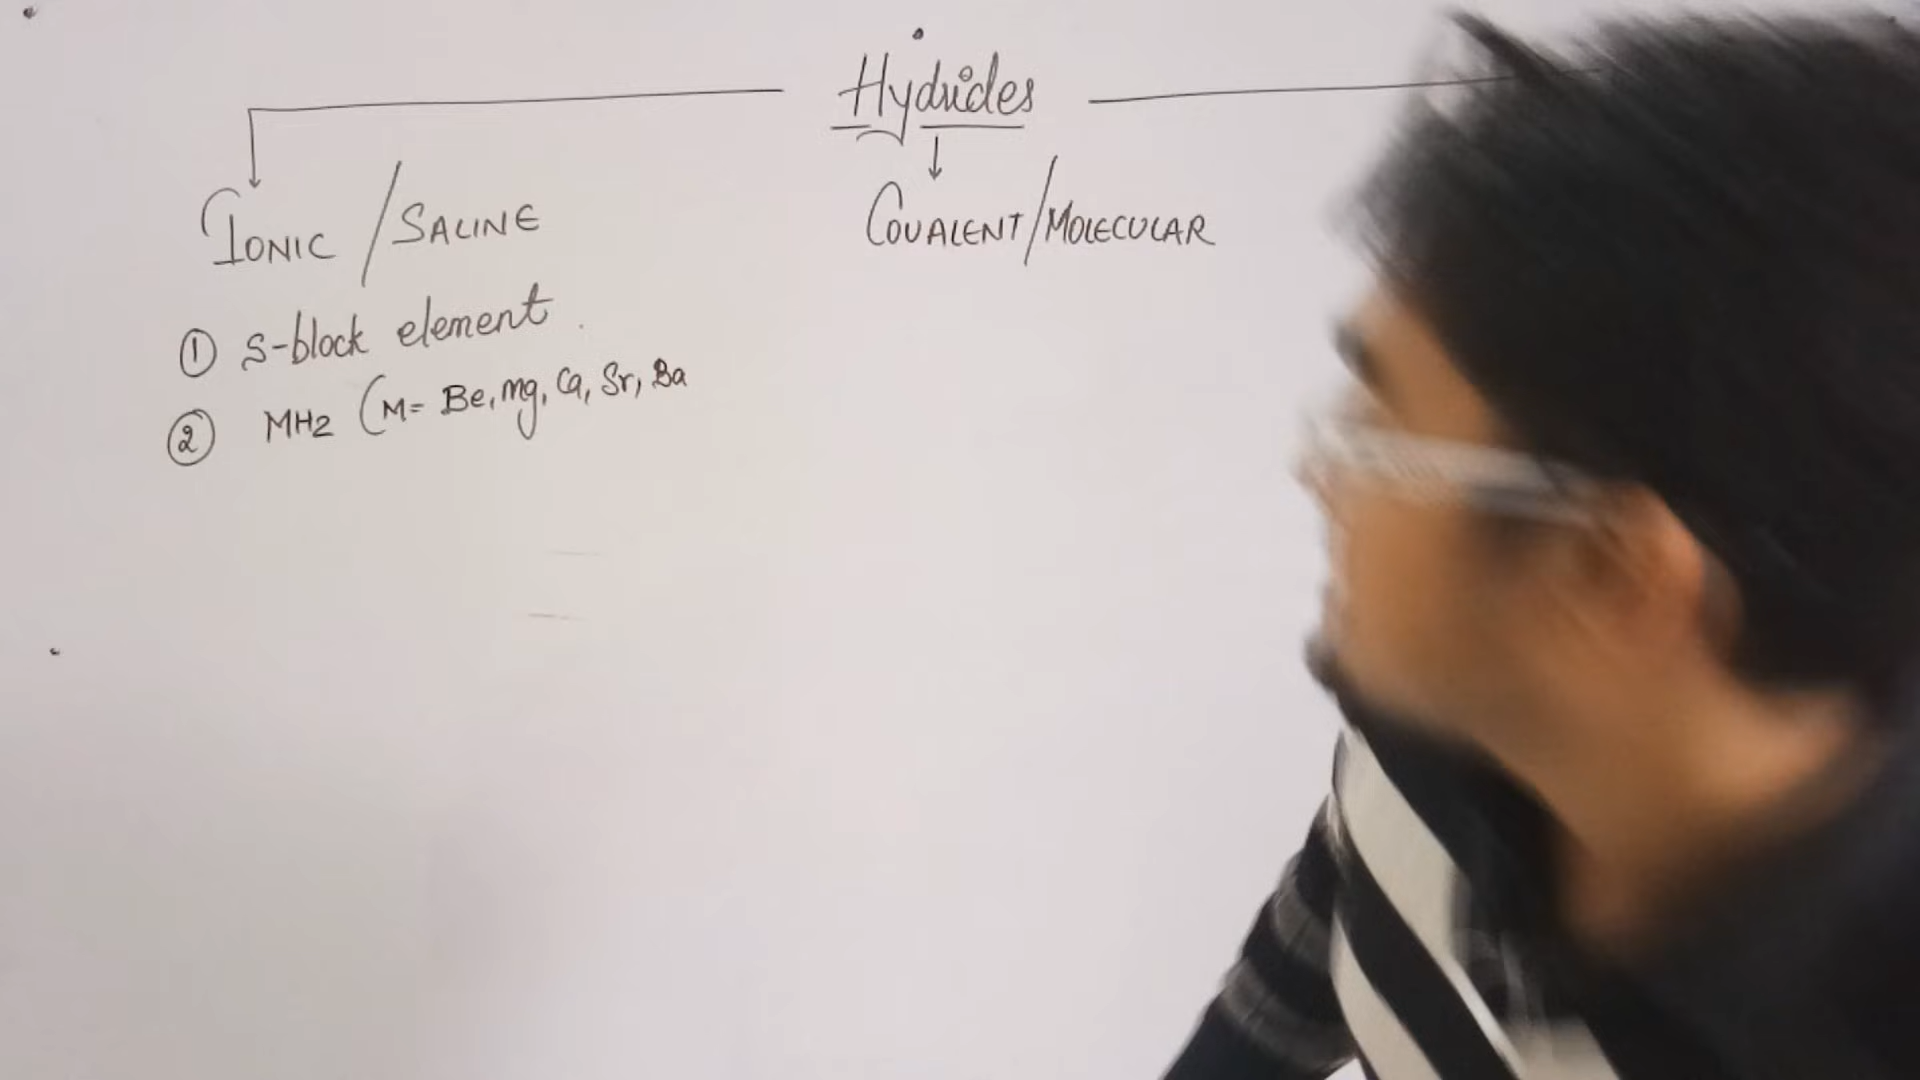 Hydrides
IONIC / SALINE
COVALENT/MOLECULAR
① S-block element
② MH2 (M= Be, Mg, Ca, Sr, Ba